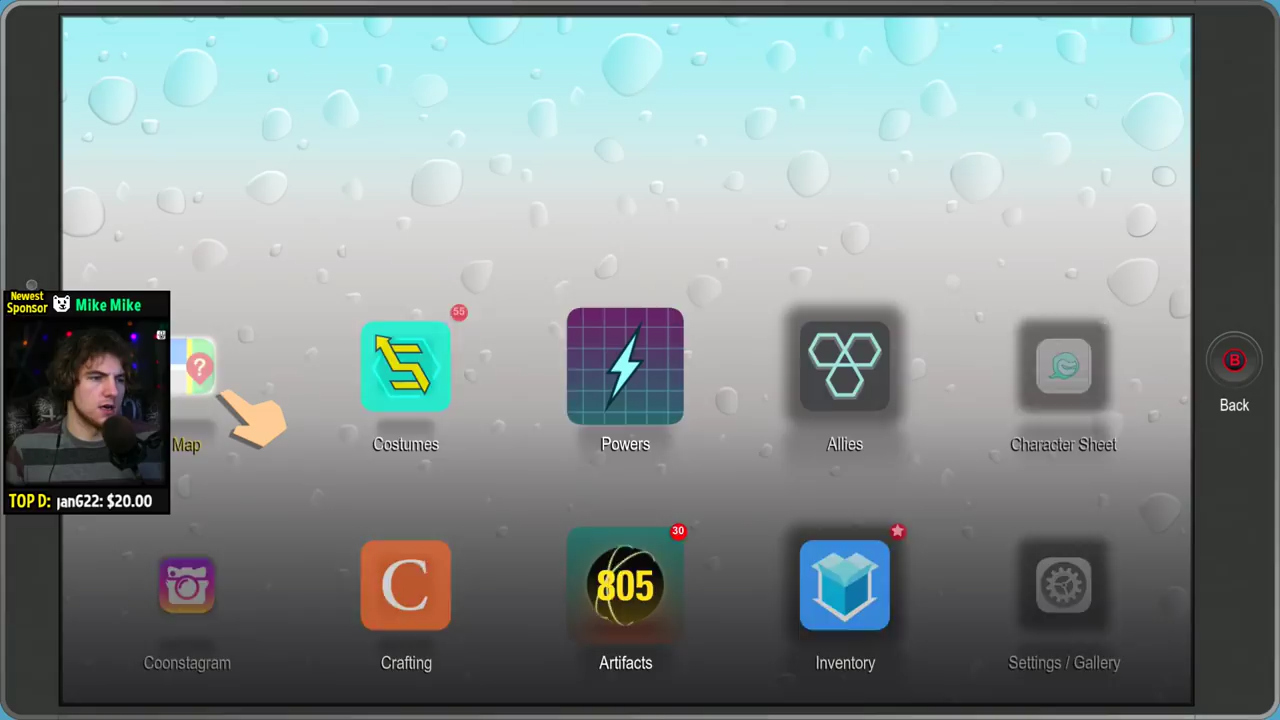 55
Newest
Sponsor
Mike Mike
?
Map
Costumes
Powers
Allies
Character Sheet
B
Back
TOP D: janG22: $20.00
30
805
C
Coonstagram
Crafting
Artifacts
Inventory
Settings / Gallery